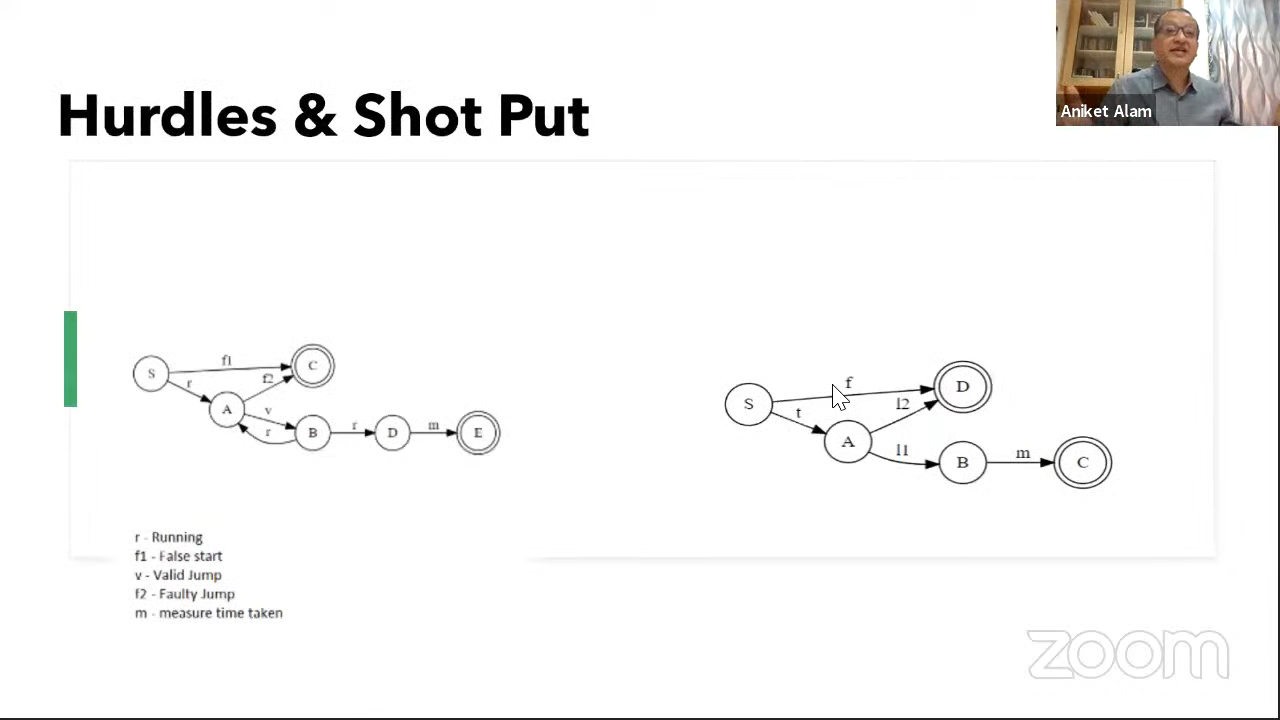 Aniket Alam
Hurdles & Shot Put
f1
S
C
r
f2
A
v
r
B
r
D
m
E
f
S
D
t
l2
A
l1
B
m
C
r - Running
f1 - False start
v - Valid Jump
f2 - Faulty Jump
m - measure time taken
zoom